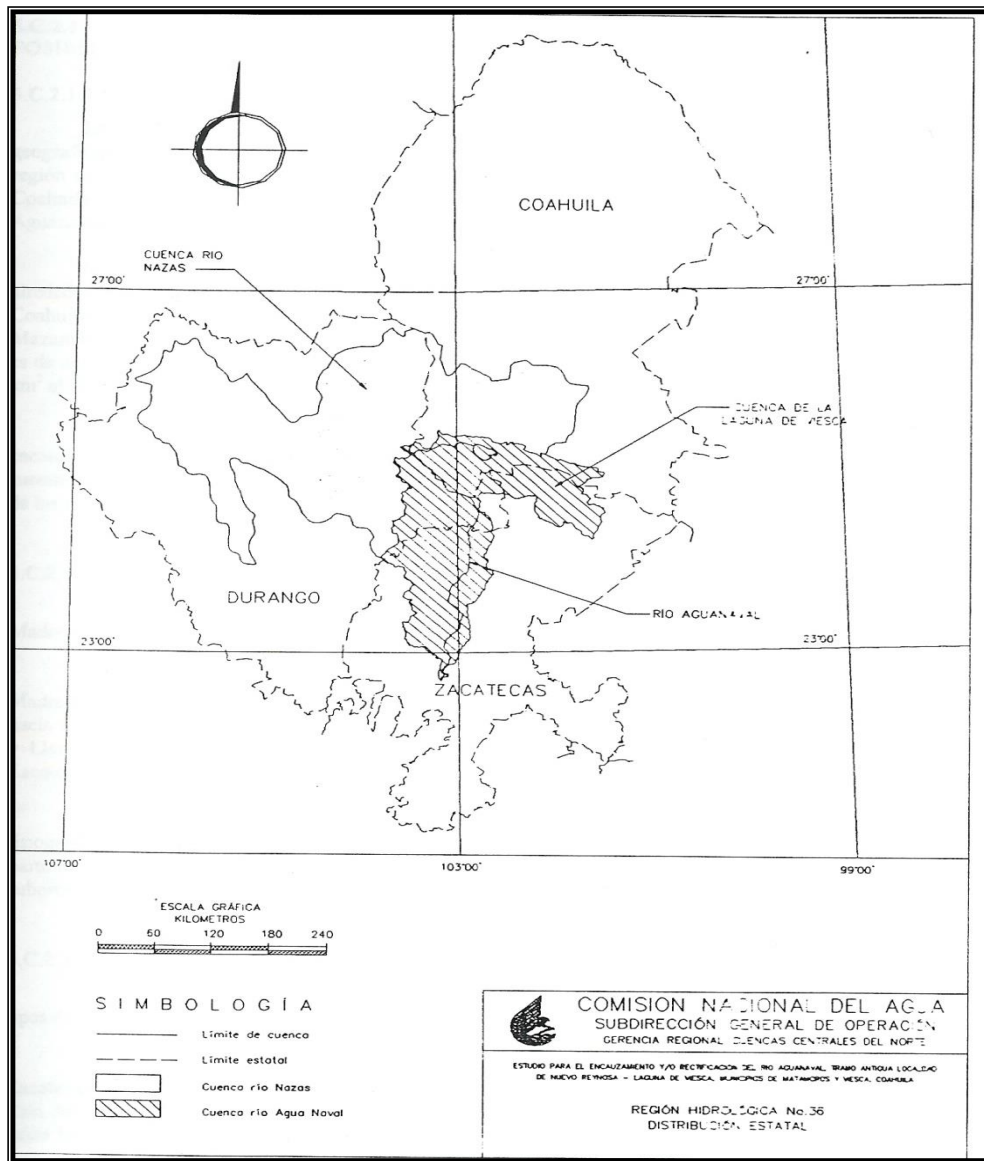 COAHUILA
CUENCA RIO
NAZAS
27°00'
27°00'
CUENCA DE LA
LAGUNA DE VIESCA
DURANGO
RIO AGUANAVAL
23°00'
23°00'
ZACATECAS
107°00'
103°00'
99°00'
ESCALA GRÁFICA
KILOMETROS
0 60 120 180 240
SIMBOLOGÍA
Límite de cuenca
Límite estatal
Cuenca río Nazas
Cuenca río Agua Naval
COMISION NACIONAL DEL AGUA
SUBDIRECCIÓN GENERAL DE OPERACIÓN
GERENCIA REGIONAL CUENCAS CENTRALES DEL NORTE
ESTUDIO PARA EL ENCAUZAMIENTO Y/O RECTIFICACION DEL RIO AGUANAVAL, TRAMO ANTIGUA LOCALIDAD
DE NUEVO REYNOSA - LAGUNA DE VIESCA, MUNICIPIOS DE MATAMOROS Y VIESCA, COAHUILA
REGIÓN HIDROLÓGICA No.36
DISTRIBUCIÓN ESTATAL